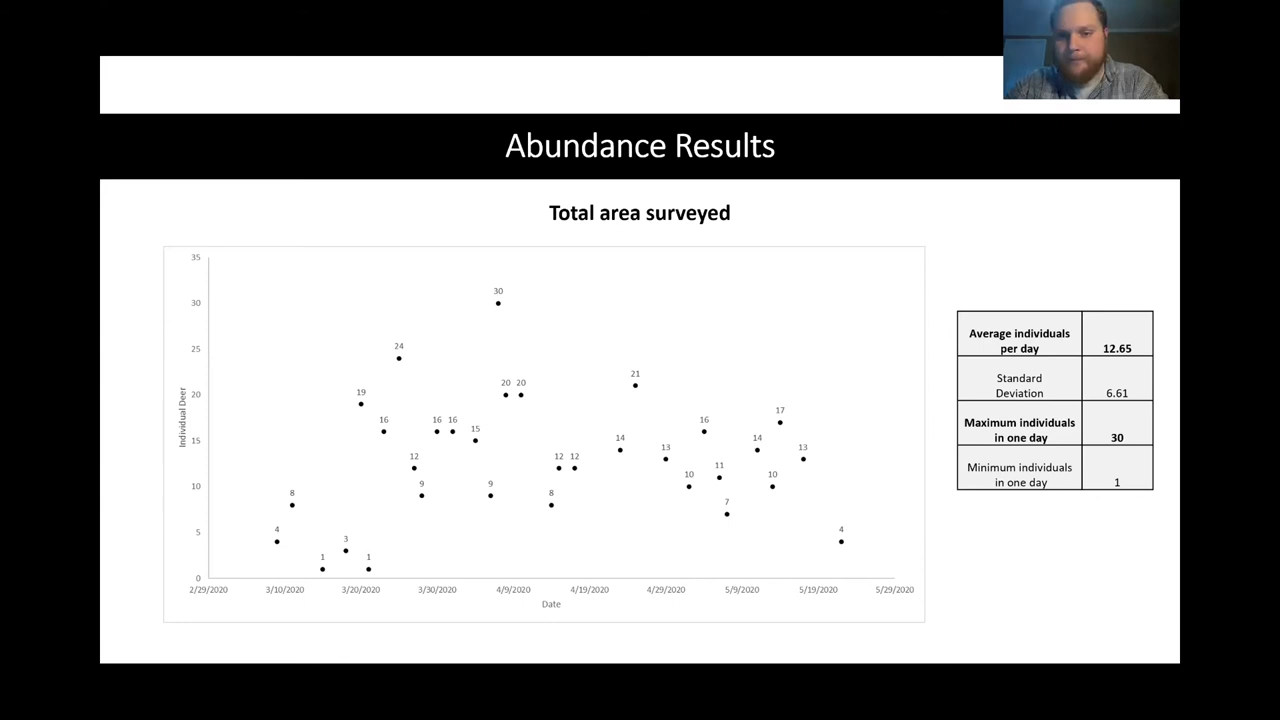 Abundance Results
Total area surveyed
35
30
25
20
15
10
5
0
Individual Deer
4
8
1
3
19
1
16
24
12
9
16 16
15
9
30
20 20
8
12 12
14
21
13
10
16
11
7
14
10
17
13
4
2/29/2020 3/10/2020 3/20/2020 3/30/2020 4/9/2020 4/19/2020 4/29/2020 5/9/2020 5/19/2020 5/29/2020
Date
Average individuals
per day 12.65
Standard
Deviation 6.61
Maximum individuals
in one day 30
Minimum individuals
in one day 1